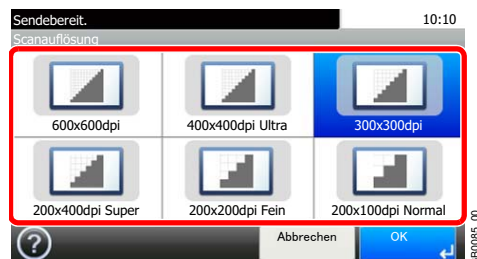 Sendebereit. 10:10
Scanauflösung
600x600dpi 400x400dpi Ultra 300x300dpi
200x400dpi Super 200x200dpi Fein 200x100dpi Normal
? Abbrechen OK